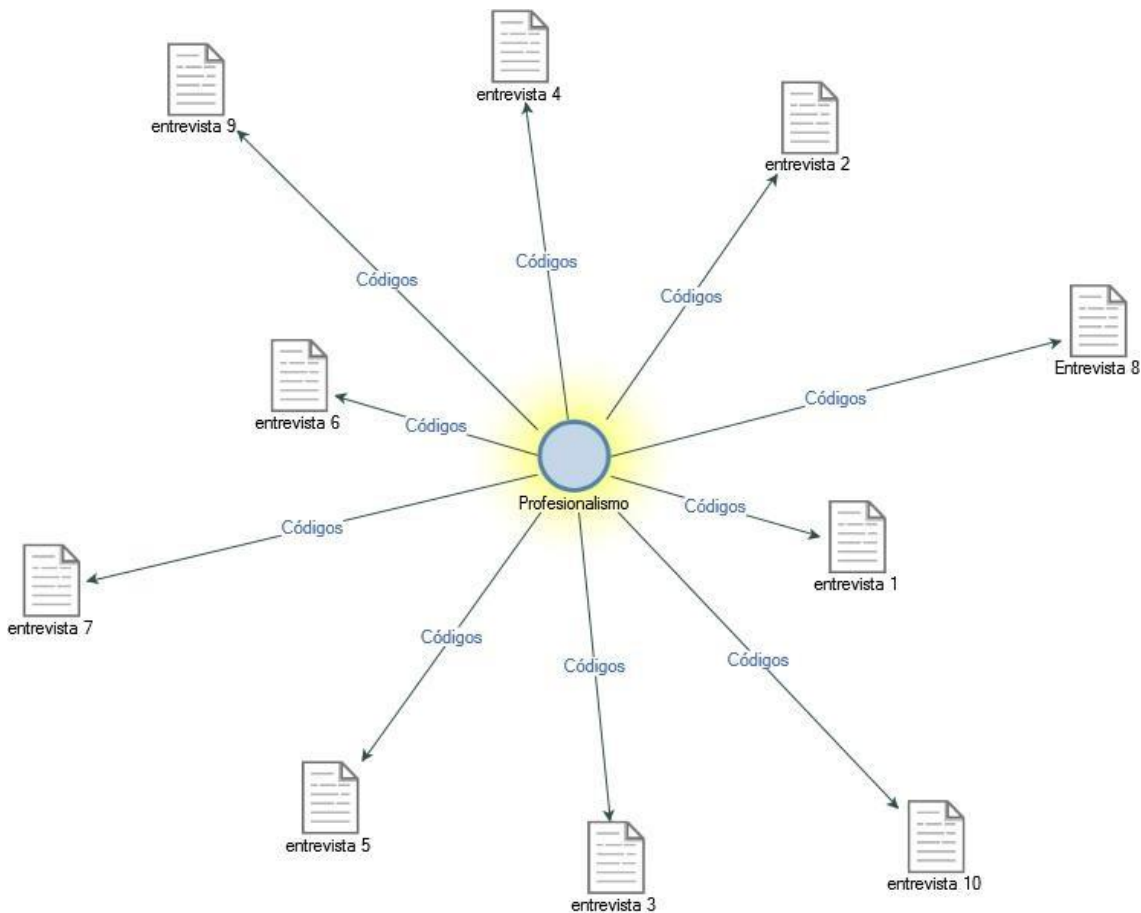 entrevista 4
entrevista 9
entrevista 2
Códigos
Códigos
Códigos
Entrevista 8
Códigos
entrevista 6
Códigos
Profesionalismo
Códigos
Códigos
entrevista 1
entrevista 7
Códigos
Códigos
Códigos
entrevista 5
entrevista 10
entrevista 3